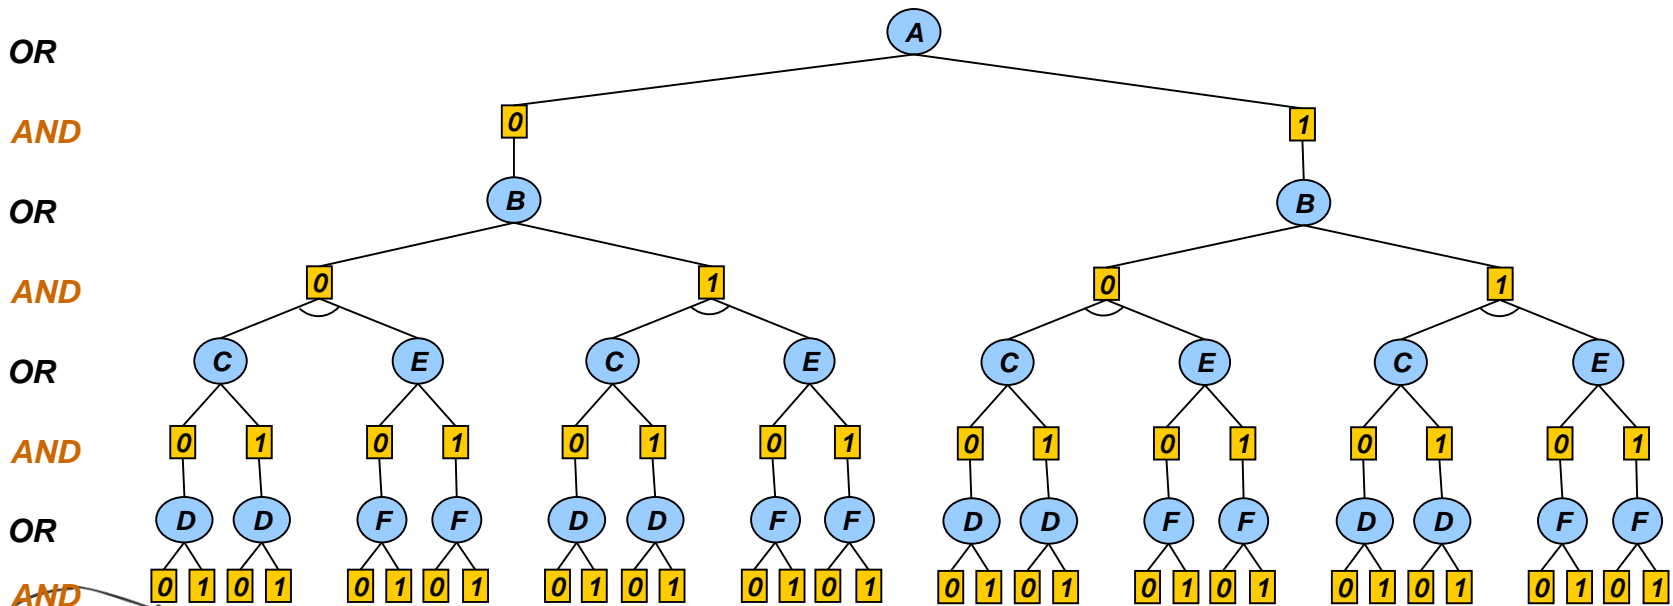 A
OR
AND 0 1
OR B B
AND 0 1 0 1
OR C E C E C E C E
AND 0 1 0 1 0 1 0 1 0 1 0 1 0 1 0 1
OR D D F F D D F F D D F F D D F F
AND 0 1 0 1 0 1 0 1 0 1 0 1 0 1 0 1 0 1 0 1 0 1 0 1 0 1 0 1 0 1 0 1